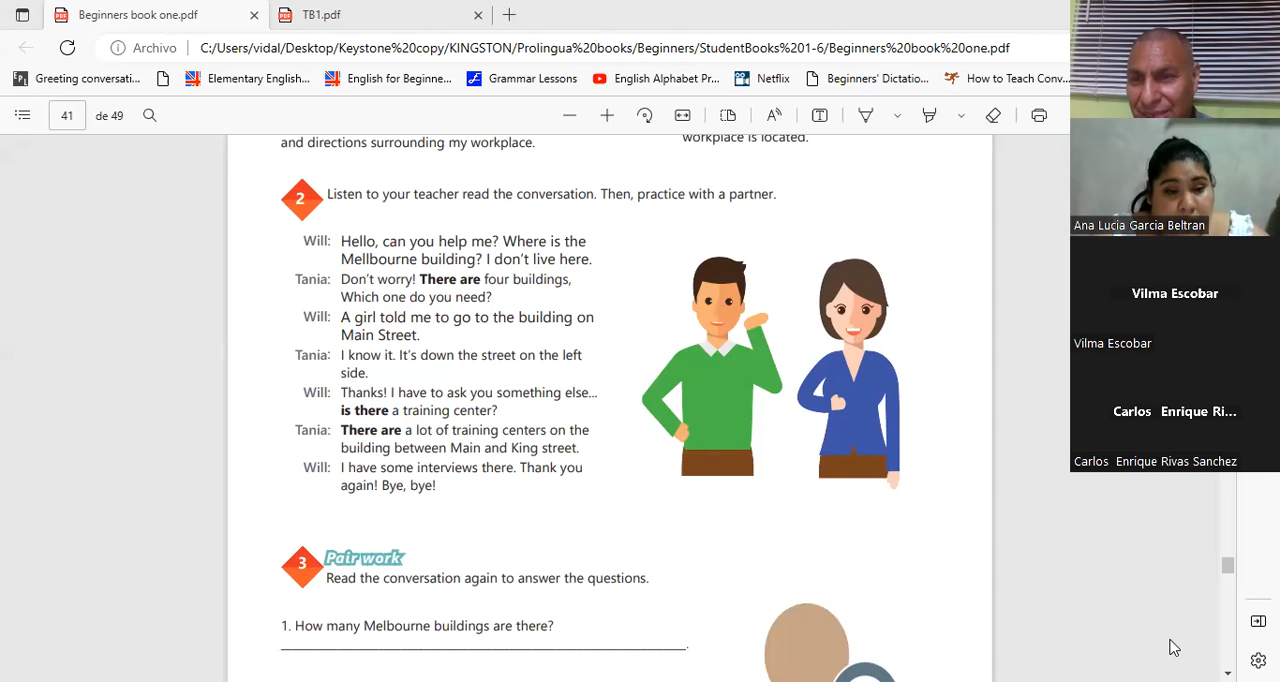 Beginners book one.pdf
TB1.pdf
Archivo
C:/Users/vidal/Desktop/Keystone%20copy/KINGSTON/Prolingua%20books/Beginners/StudentBooks%201-6/Beginners%20book%20one.pdf
Greeting conversati...
Elementary English...
English for Beginne...
Grammar Lessons
English Alphabet Pr...
Netflix
Beginners' Dictatio...
How to Teach Conv...
41
de 49
and directions surrounding my workplace.
workplace is located.
2
Listen to your teacher read the conversation. Then, practice with a partner.
Will: Hello, can you help me? Where is the
Mellbourne building? I don't live here.
Tania: Don't worry! There are four buildings,
Which one do you need?
Will: A girl told me to go to the building on
Main Street.
Tania: I know it. It's down the street on the left
side.
Will: Thanks! I have to ask you something else...
is there a training center?
Tania: There are a lot of training centers on the
building between Main and King street.
Will: I have some interviews there. Thank you
again! Bye, bye!
3
Pair work
Read the conversation again to answer the questions.
1. How many Melbourne buildings are there?
Ana Lucia Garcia Beltran
Vilma Escobar
Vilma Escobar
Carlos Enrique Ri...
Carlos Enrique Rivas Sanchez